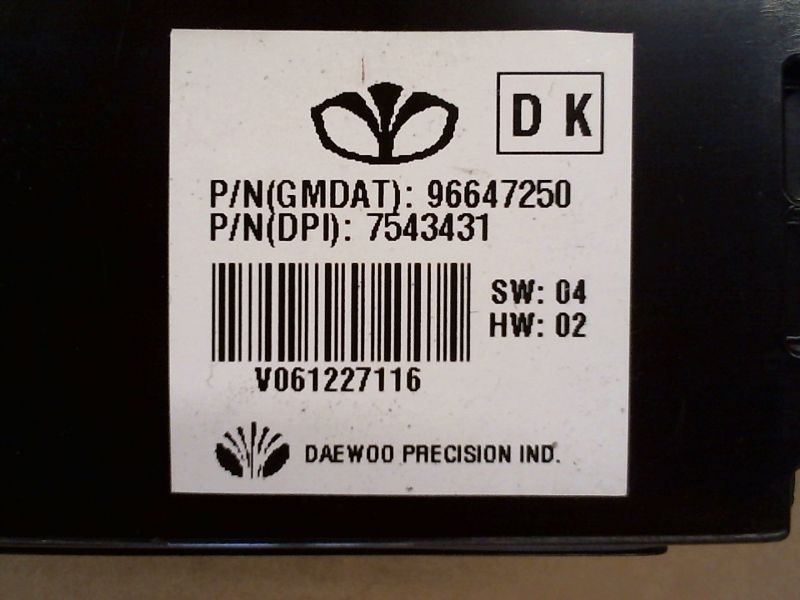 D K
P/N(GMDAT): 96647250
P/N(DPI): 7543431
SW: 04
HW: 02
V061227116
DAEWOO PRECISION IND.